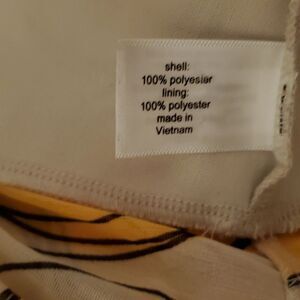 shell:
100% polyester
lining:
100% polyester
made in
Vietnam